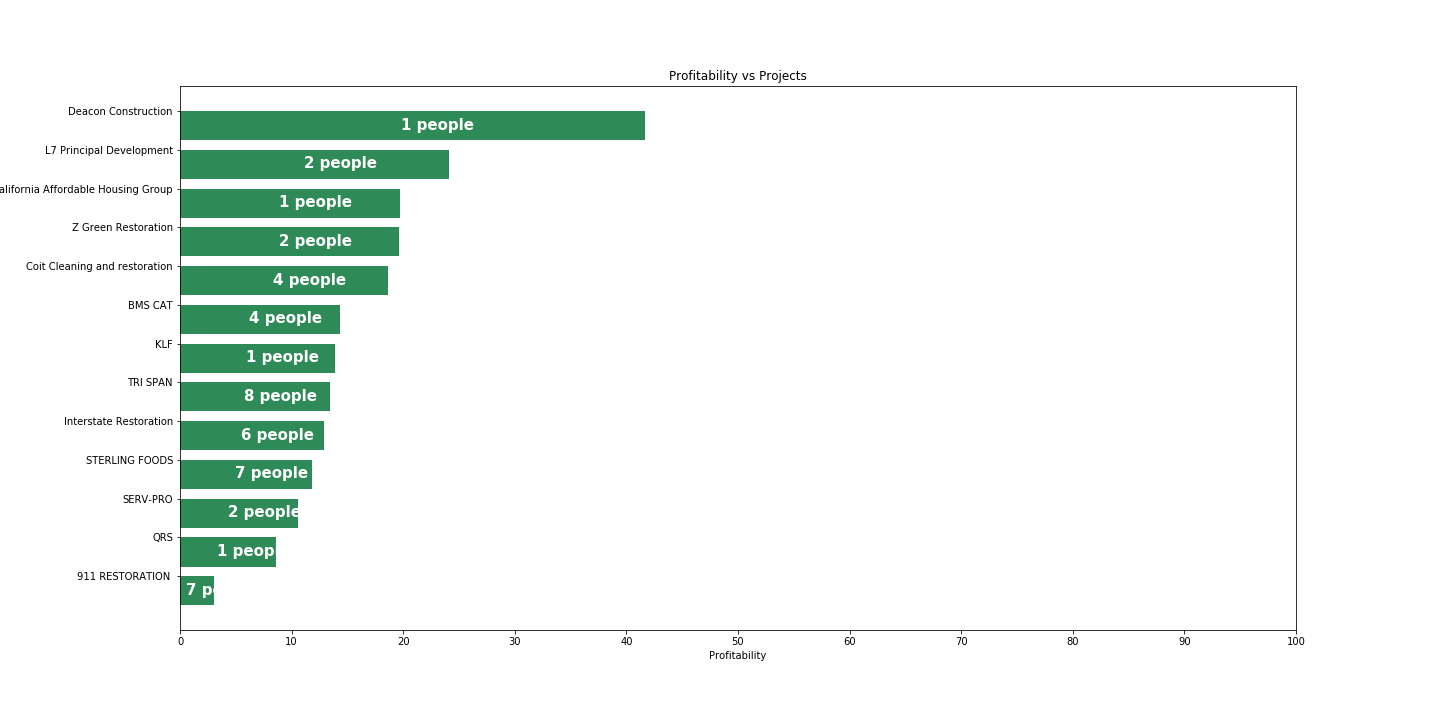 Profitability vs Projects
Deacon Construction
1 people
L7 Principal Development
2 people
alifornia Affordable Housing Group
1 people
Z Green Restoration
2 people
Coit Cleaning and restoration
4 people
BMS CAT
4 people
KLF
1 people
TRI SPAN
8 people
Interstate Restoration
6 people
STERLING FOODS
7 people
SERV-PRO
2 people
QRS
1 peop
911 RESTORATION
7 p
0 10 20 30 40 50 60 70 80 90 100
Profitability